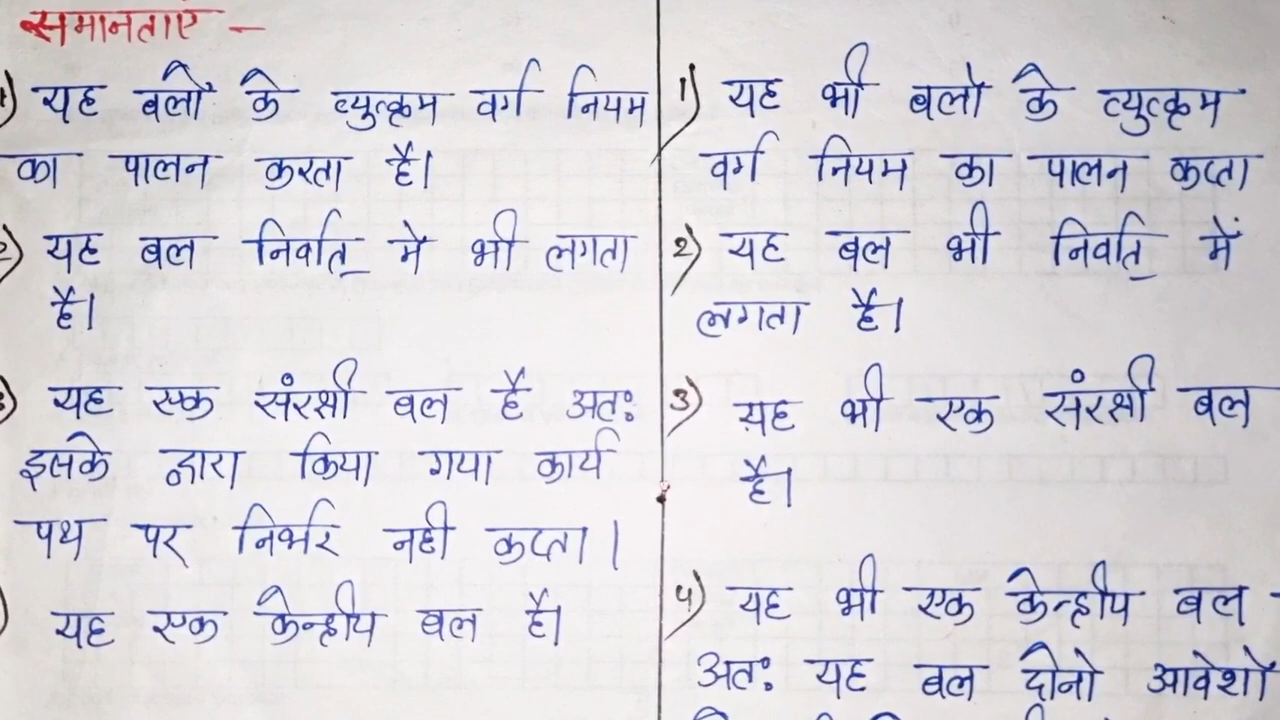 समानताएं -
1) यह बलों के व्युत्क्रम वर्ग नियम
का पालन करता है।
2) यह बल निर्वात् में भी लगता
है।
3) यह एक संरक्षी बल है अतः
इसके द्वारा किया गया कार्य
पथ पर निर्भर नही करता।
) यह एक केन्द्रीय बल है।
1) यह भी बलो के व्युत्क्रम
वर्ग नियम का पालन करता
2) यह बल भी निर्वात् में
लगता है।
3) यह भी एक संरक्षी बल
है।
4) यह भी एक केन्द्रीय बल -
अतः यह बल दोनो आवेशों